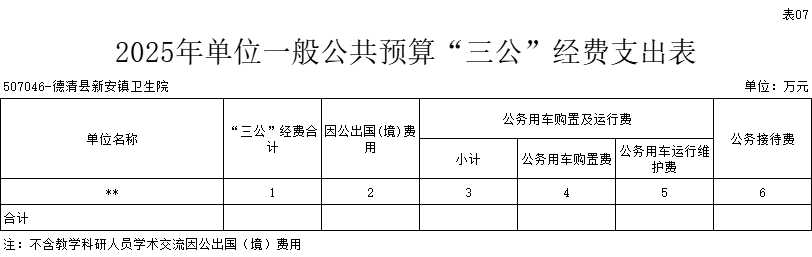 表07
2025年单位一般公共预算“三公”经费支出表
507046-德清县新安镇卫生院 单位：万元
单位名称 “三公”经费合计 因公出国(境)费用 公务用车购置及运行费 公务接待费
小计 公务用车购置费 公务用车运行维护费
** 1 2 3 4 5 6
合计
注：不含教学科研人员学术交流因公出国（境）费用